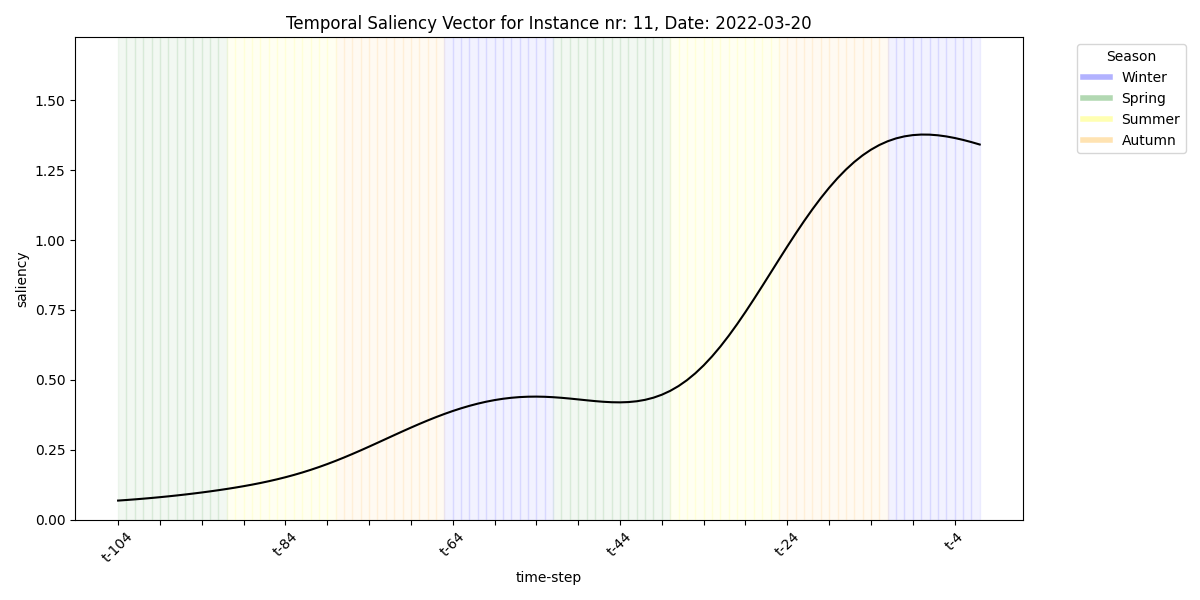 Temporal Saliency Vector for Instance nr: 11, Date: 2022-03-20
Season
Winter
Spring
Summer
Autumn
saliency
1.50
1.25
1.00
0.75
0.50
0.25
0.00
t-104
t-84
t-64
t-44
t-24
t-4
time-step